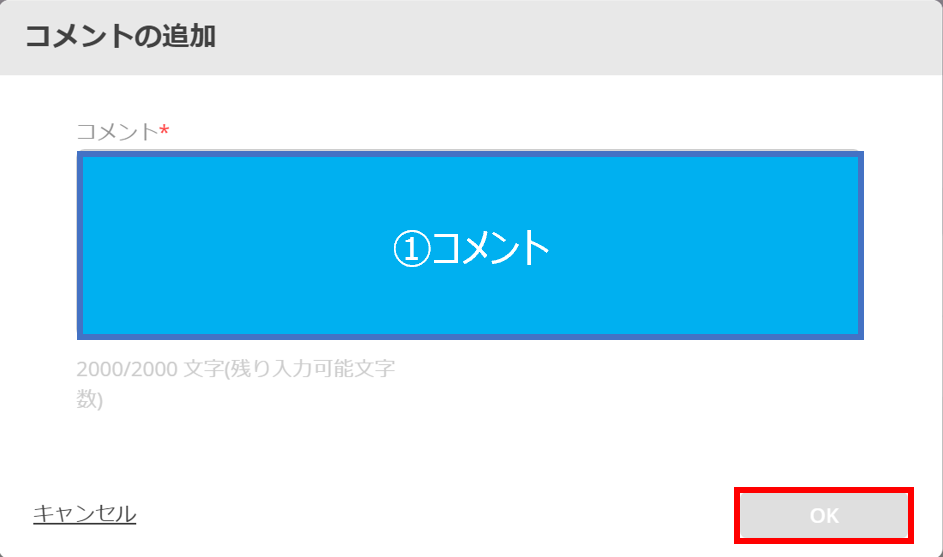 コメントの追加
コメント*
①コメント
2000/2000 文字(残り入力可能文字
数)
キャンセル
OK